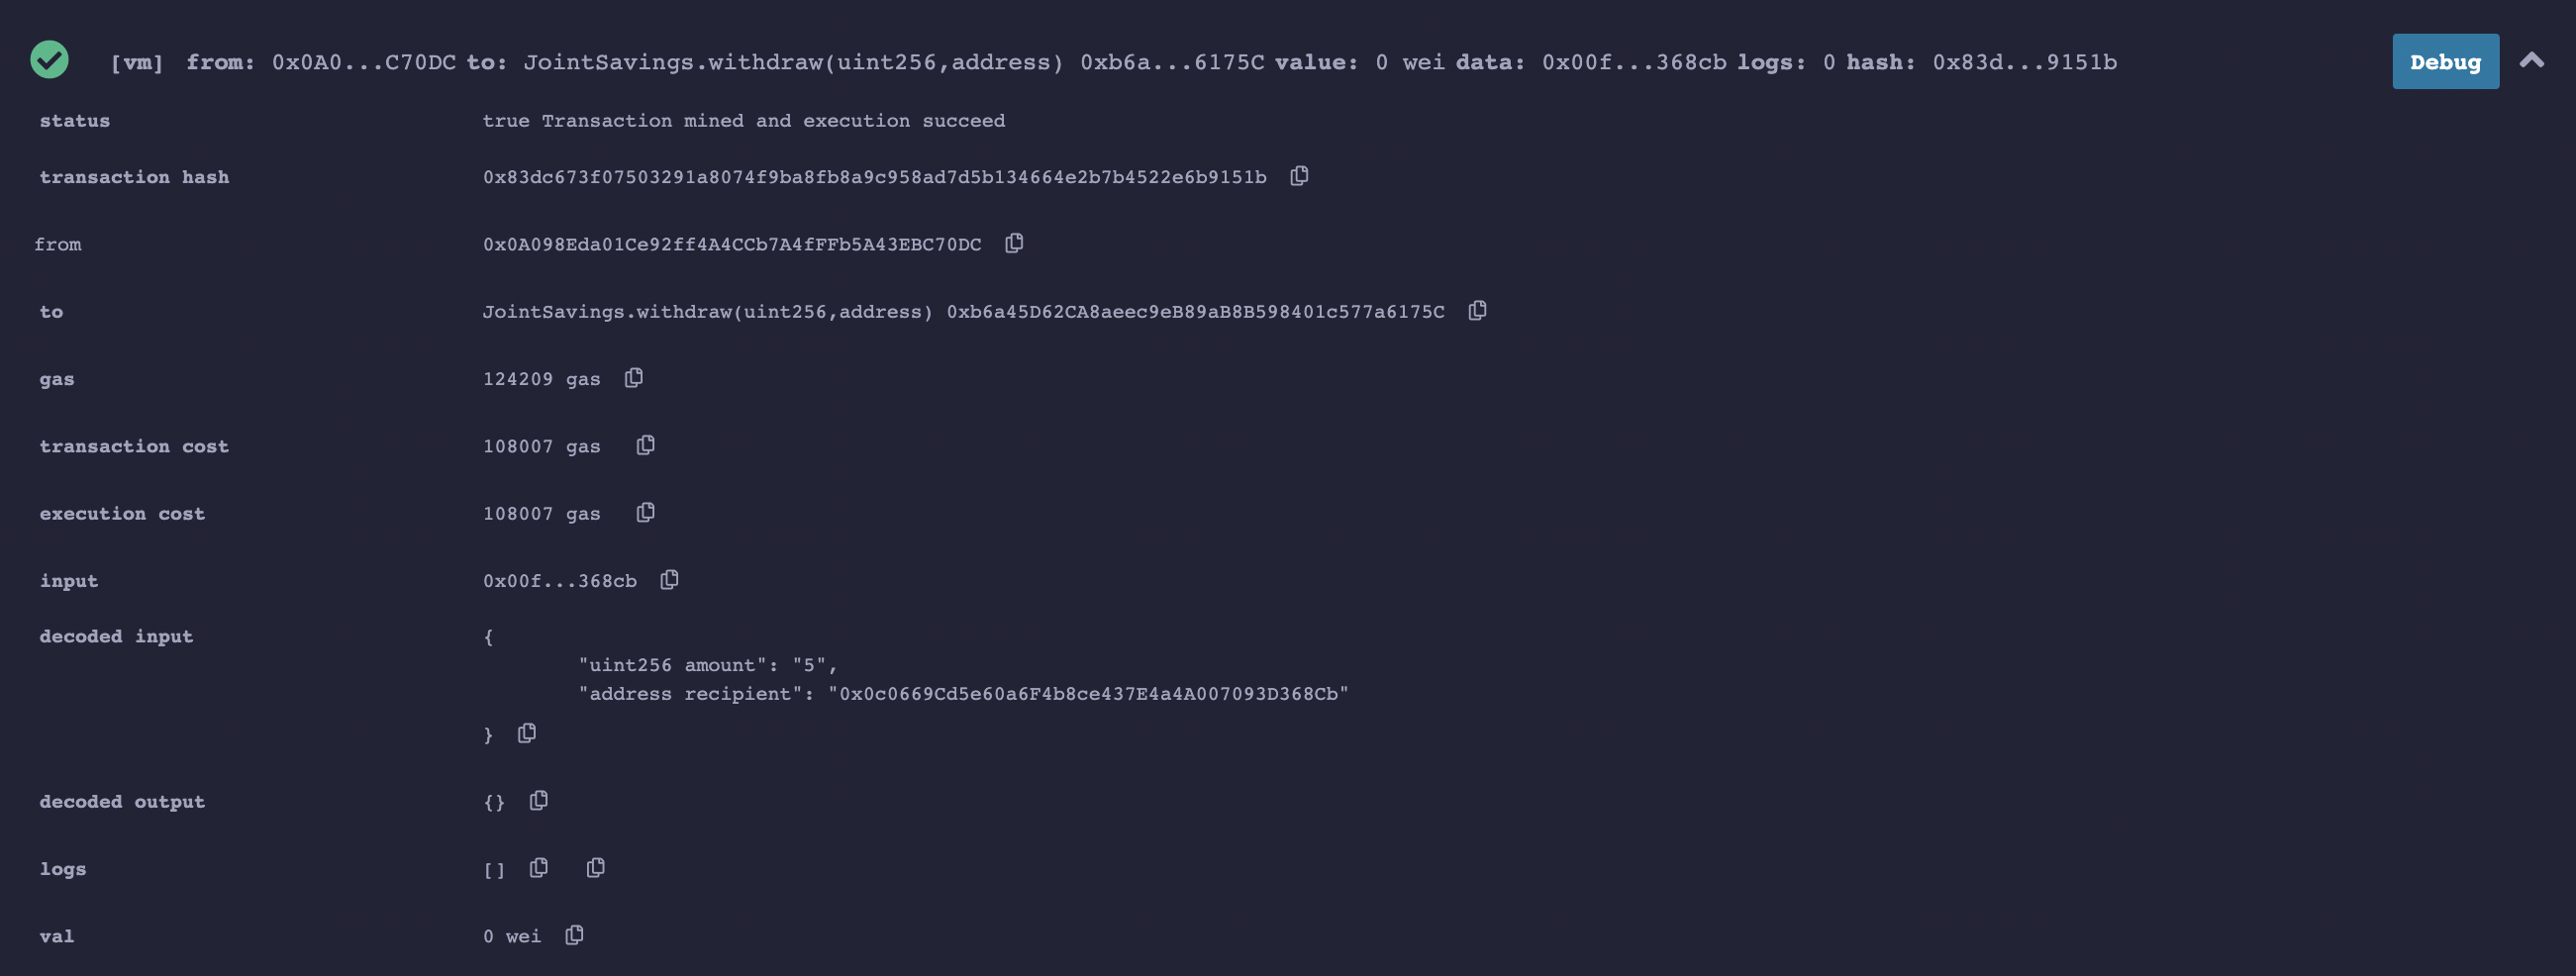 [vm] from: 0x0A0...C70DC to: JointSavings.withdraw(uint256,address) 0xb6a...6175C value: 0 wei data: 0x00f...368cb logs: 0 hash: 0x83d...9151b Debug
status true Transaction mined and execution succeed
transaction hash 0x83dc673f07503291a8074f9ba8fb8a9c958ad7d5b134664e2b7b4522e6b9151b
from 0x0A098Eda01Ce92ff4A4CCb7A4fFFb5A43EBC70DC
to JointSavings.withdraw(uint256,address) 0xb6a45D62CA8aeec9eB89aB8B598401c577a6175C
gas 124209 gas
transaction cost 108007 gas
execution cost 108007 gas
input 0x00f...368cb
decoded input {
"uint256 amount": "5",
"address recipient": "0x0c0669Cd5e60a6F4b8ce437E4a4A007093D368Cb"
}
decoded output {}
logs []
val 0 wei